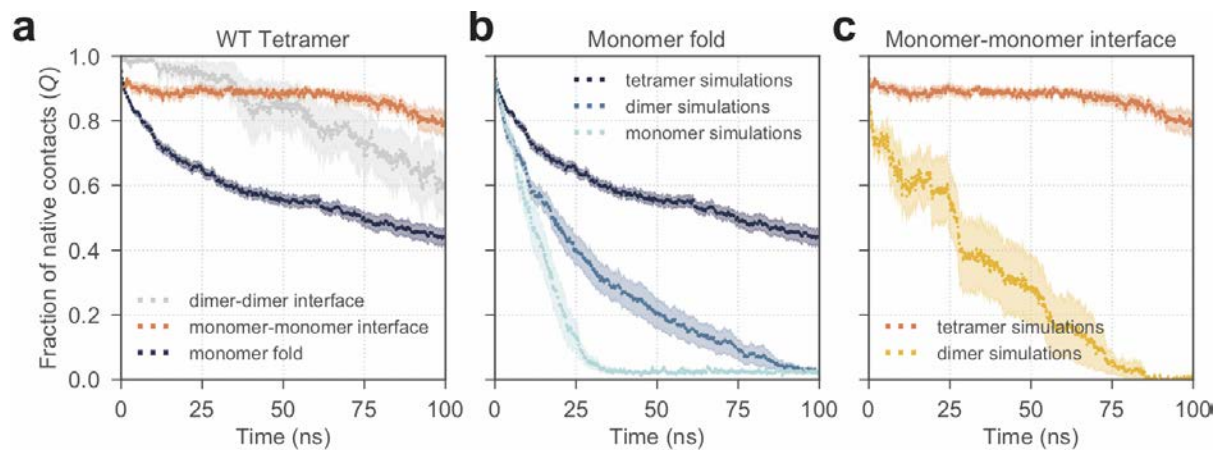 a
WT Tetramer
Fraction of native contacts (Q)
1.0
0.8
0.6
0.4
0.2
0.0
dimer-dimer interface
monomer-monomer interface
monomer fold
0 25 50 75 100
Time (ns)
b
Monomer fold
tetramer simulations
dimer simulations
monomer simulations
0 25 50 75 100
Time (ns)
c
Monomer-monomer interface
tetramer simulations
dimer simulations
0 25 50 75 100
Time (ns)